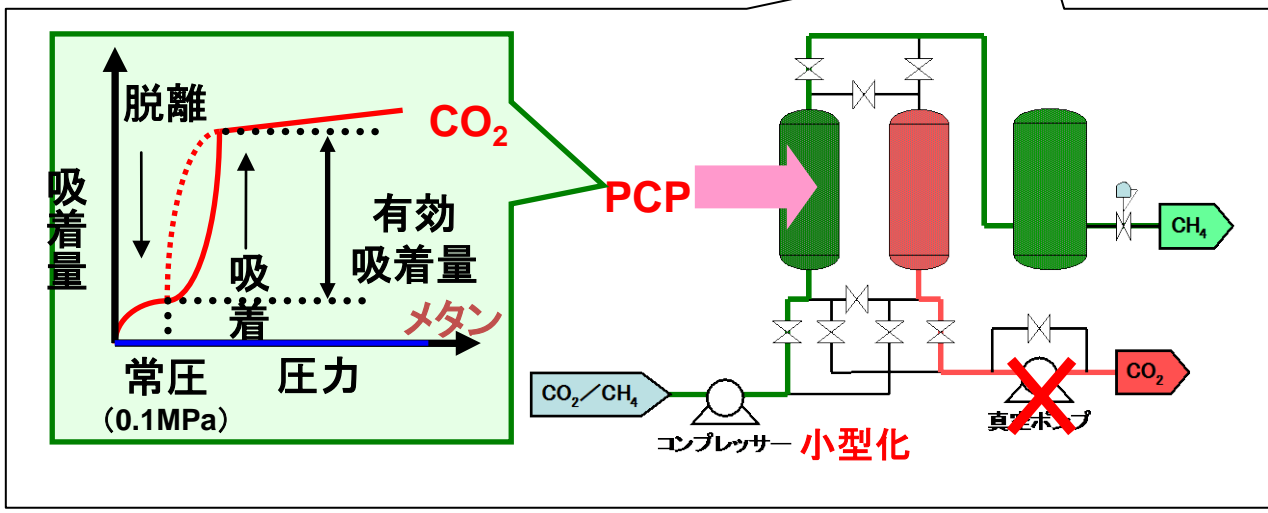 脱離
CO₂
吸着量
有効
吸着量
吸着
メタン
常圧
圧力
（0.1MPa）
PCP
CH₄
CO₂／CH₄
コンプレッサー
小型化
CO₂
真空ポンプ